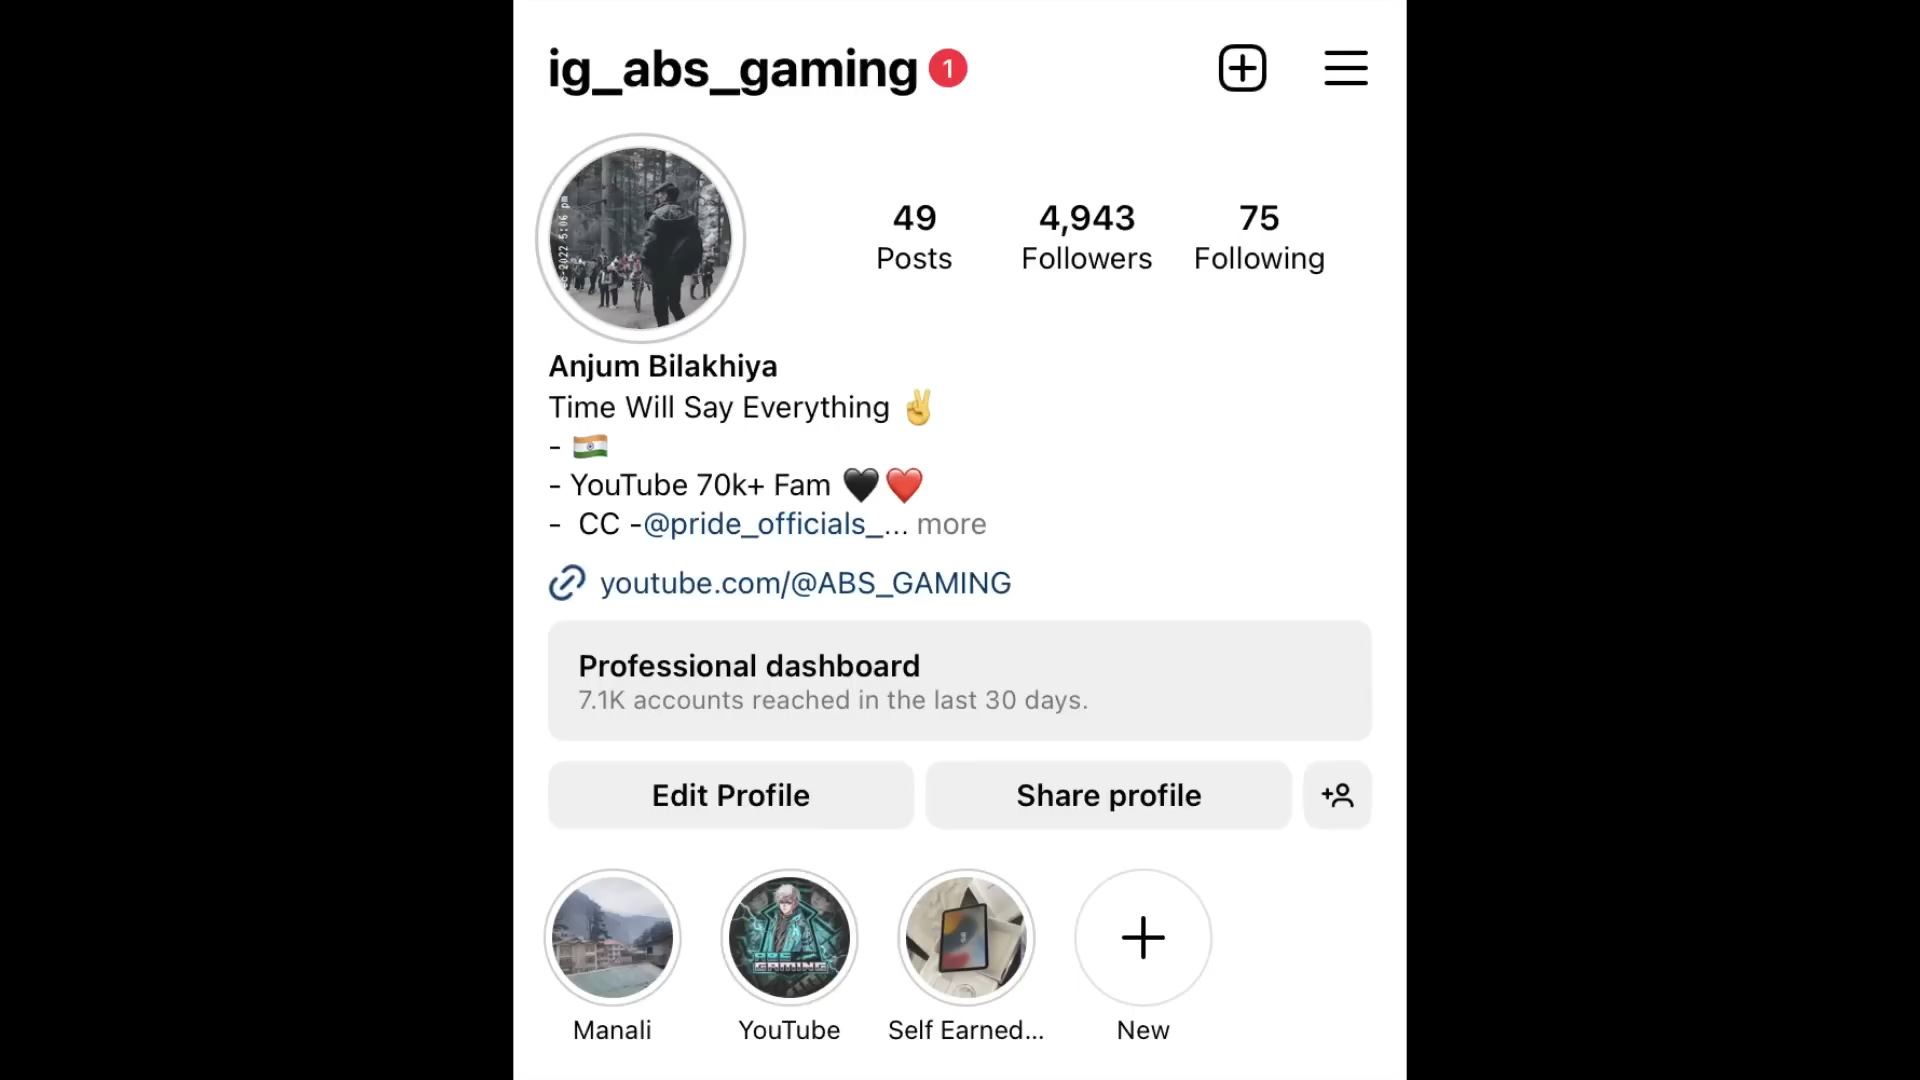 ig_abs_gaming 1
49 4,943 75
Posts Followers Following
Anjum Bilakhiya
Time Will Say Everything ✌️
- 🇮🇳
- YouTube 70k+ Fam 🖤❤️
- CC -@pride_officials_... more
youtube.com/@ABS_GAMING
Professional dashboard
7.1K accounts reached in the last 30 days.
Edit Profile Share profile
GAMING
Manali YouTube Self Earned... New